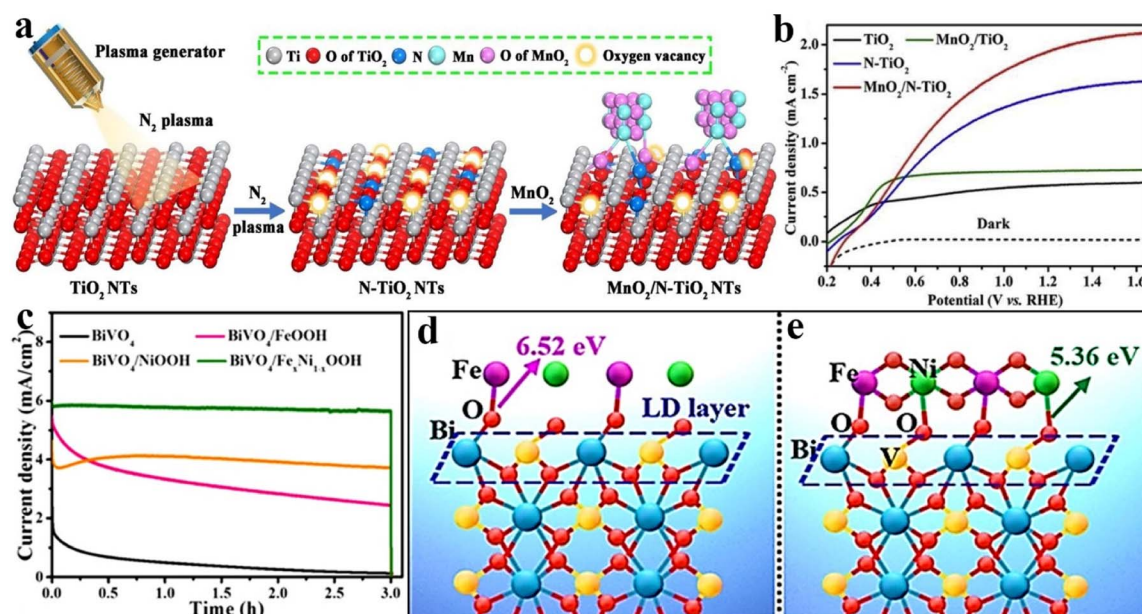 a
Plasma generator
N₂ plasma
Ti O of TiO₂ N Mn O of MnO₂ Oxygen vacancy
N₂
plasma
MnO₂
TiO₂ NTs
N-TiO₂ NTs
MnO₂/N-TiO₂ NTs
b
Current density (mA cm⁻²)
2.0
1.5
1.0
0.5
0.0
TiO₂ MnO₂/TiO₂
N-TiO₂
MnO₂/N-TiO₂
Dark
0.2 0.4 0.6 0.8 1.0 1.2 1.4 1.6
Potential (V vs. RHE)
c
Current density (mA/cm²)
8
6
4
2
0
BiVO₄ BiVO₄/FeOOH
BiVO₄/NiOOH BiVO₄/FeₓNi₁₋ₓOOH
0.0 0.5 1.0 1.5 2.0 2.5 3.0
Time (h)
d
6.52 eV
Fe
O
LD layer
Bi
e
Fe Ni
5.36 eV
O O
Bi
V